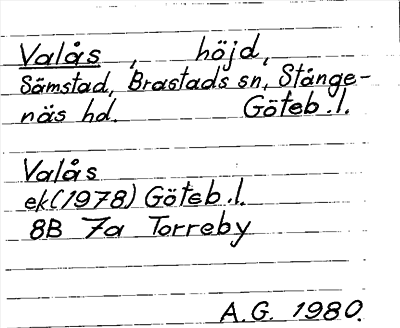 Valås, höjd,
Sämstad, Brastads sn, Stånge-
näs hd. Göteb.l.
Valås
ek(1978) Göteb.l.
8B 7a Torreby
A.G. 1980.